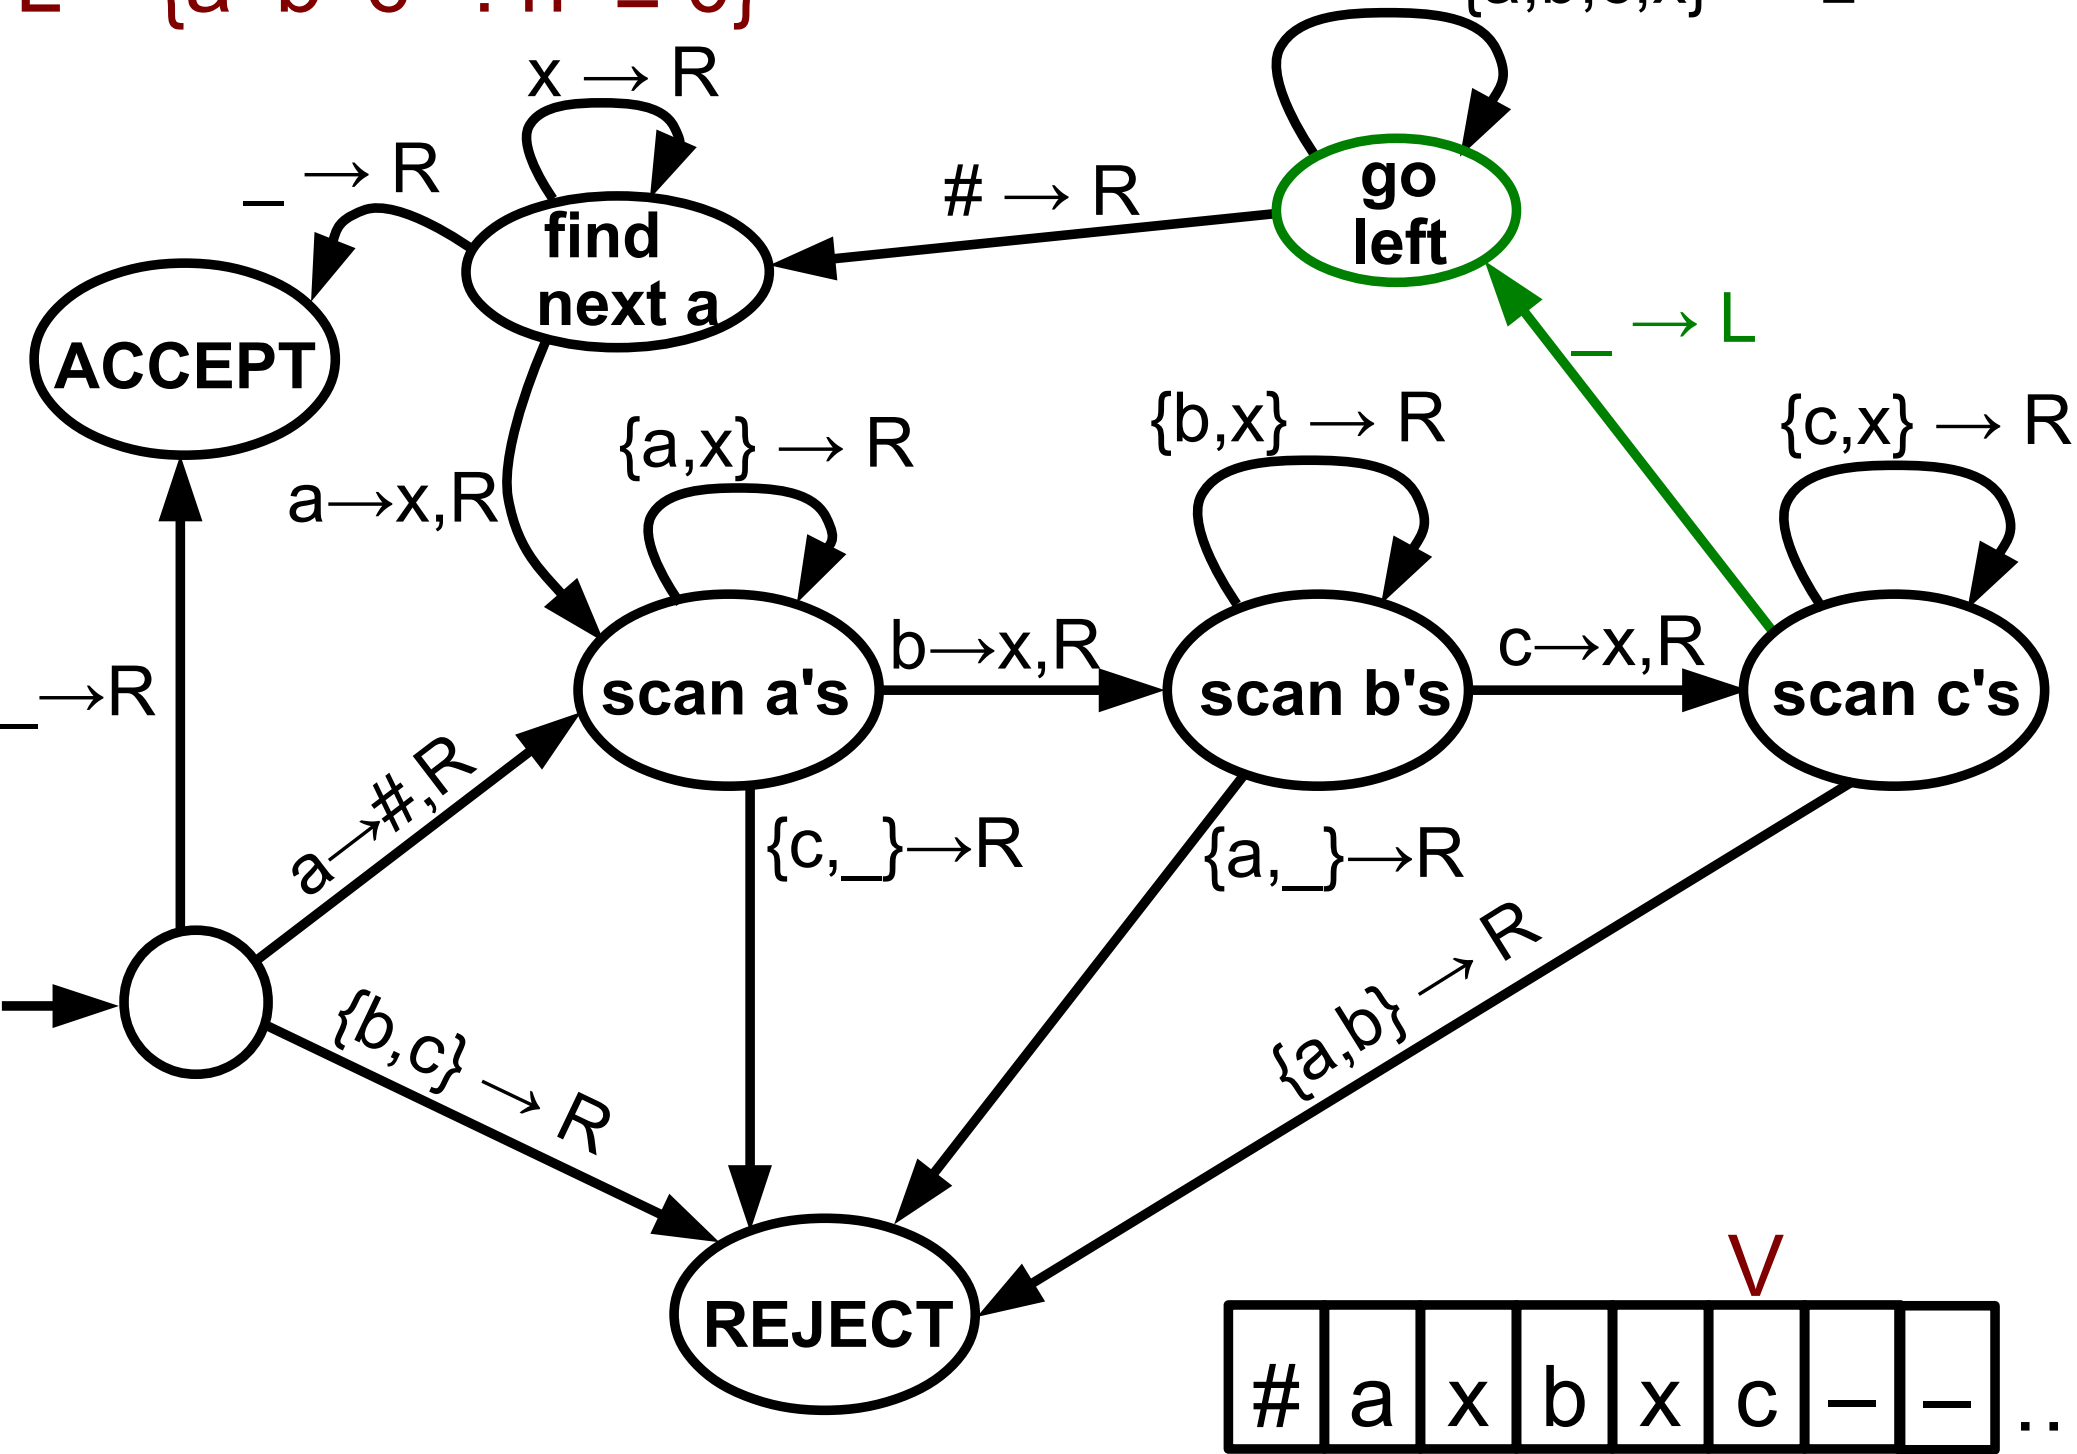 x → R
_ → R
# → R
find
next a
go
left
ACCEPT
_ → L
{a,x} → R
{b,x} → R
{c,x} → R
a→x,R
b→x,R
c→x,R
_→R
scan a's
scan b's
scan c's
a→#,R
{c,_}→R
{a,_}→R
{b,c} → R
{a,b} → R
REJECT
V
# a x b x c _ _ ..